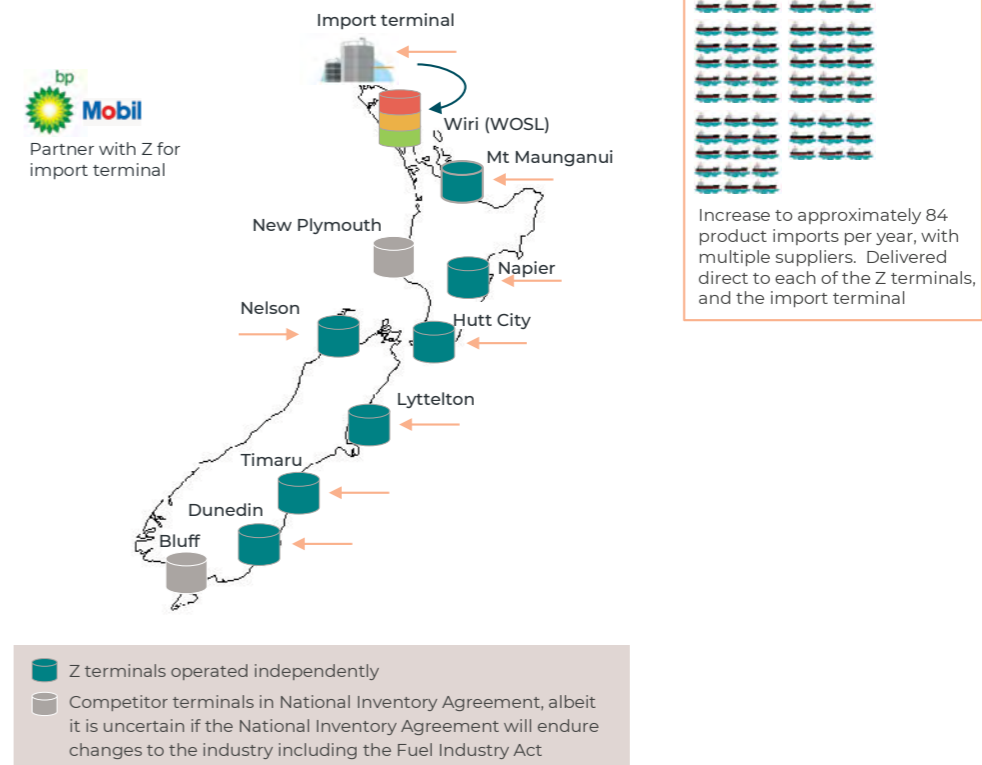 Import terminal
bp
Mobil
Partner with Z for
import terminal
Wiri (WOSL)
Mt Maunganui
New Plymouth
Napier
Nelson
Hutt City
Lyttelton
Timaru
Dunedin
Bluff
Increase to approximately 84
product imports per year, with
multiple suppliers.  Delivered
direct to each of the Z terminals,
and the import terminal
Z terminals operated independently
Competitor terminals in National Inventory Agreement, albeit
it is uncertain if the National Inventory Agreement will endure
changes to the industry including the Fuel Industry Act